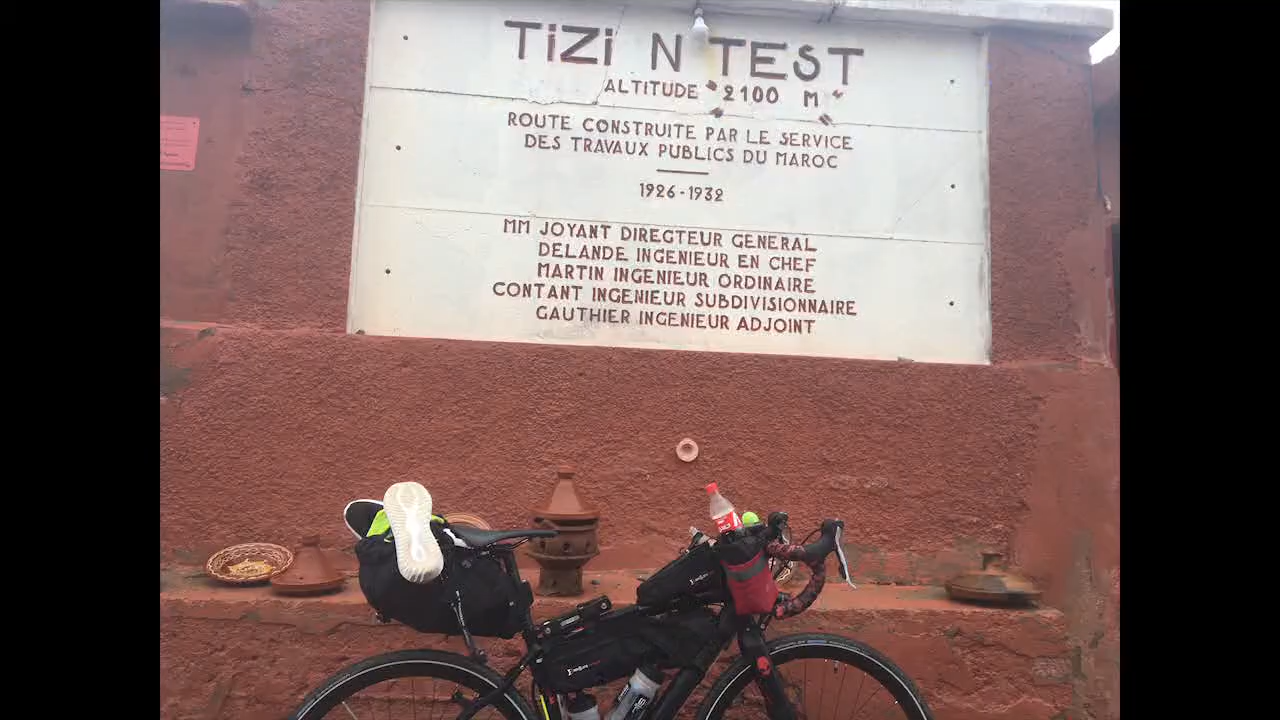 TiZi N TEST
ALTITUDE "2100 M"
ROUTE CONSTRUITE PAR LE SERVICE
DES TRAVAUX PUBLICS DU MAROC
1926-1932
MM JOYANT DIRECTEUR GENERAL
DELANDE INGENIEUR EN CHEF
MARTIN INGENIEUR ORDINAIRE
CONTANT INGENIEUR SUBDIVISIONNAIRE
GAUTHIER INGENIEUR ADJOINT